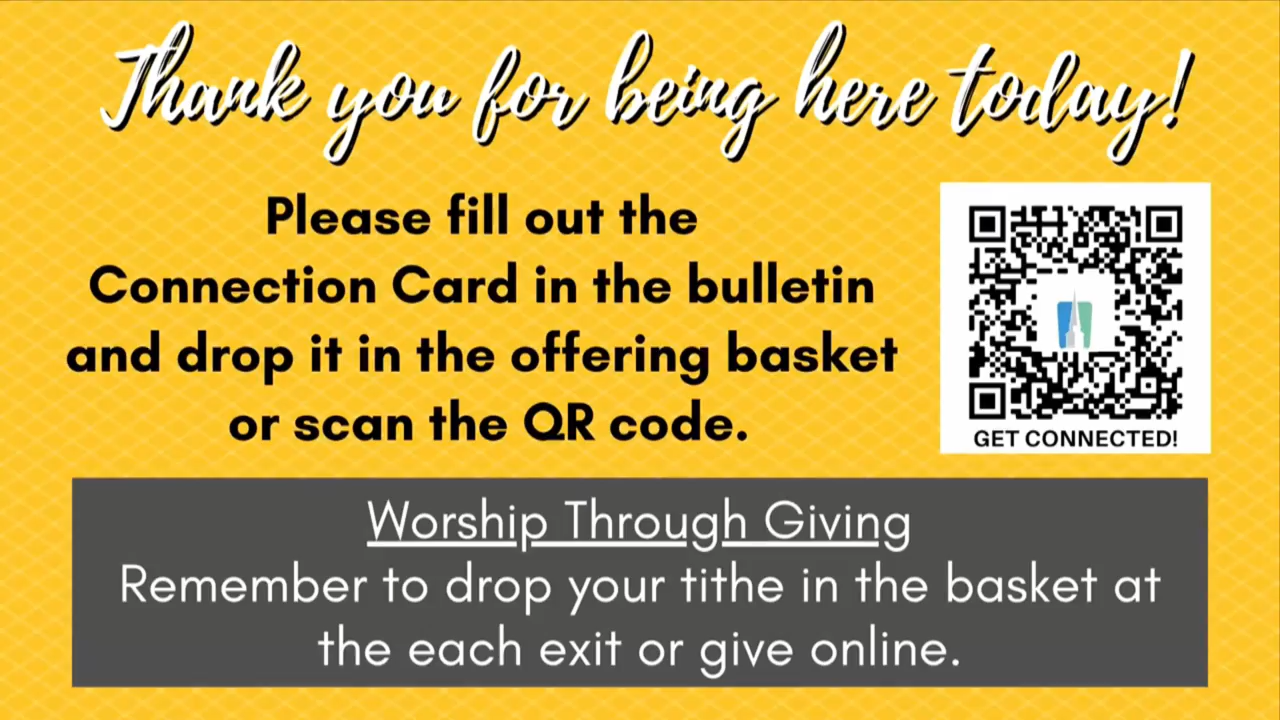 Thank you for being here today!
Please fill out the
Connection Card in the bulletin
and drop it in the offering basket
or scan the QR code.
GET CONNECTED!
Worship Through Giving
Remember to drop your tithe in the basket at
the each exit or give online.